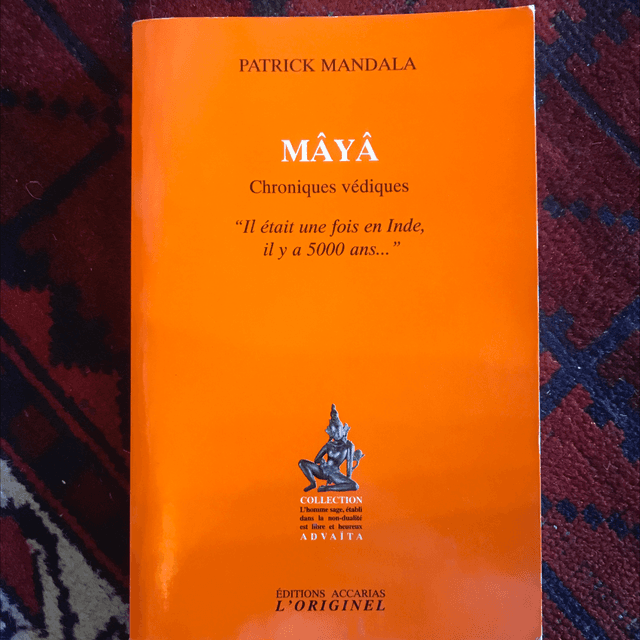 PATRICK MANDALA
MÂYÂ
Chroniques védiques
“Il était une fois en Inde,
il y a 5000 ans...”
COLLECTION
L'homme sage, établi
dans la non-dualité
est libre et heureux
ADVAÏTA
ÉDITIONS ACCARIAS
L'ORIGINEL